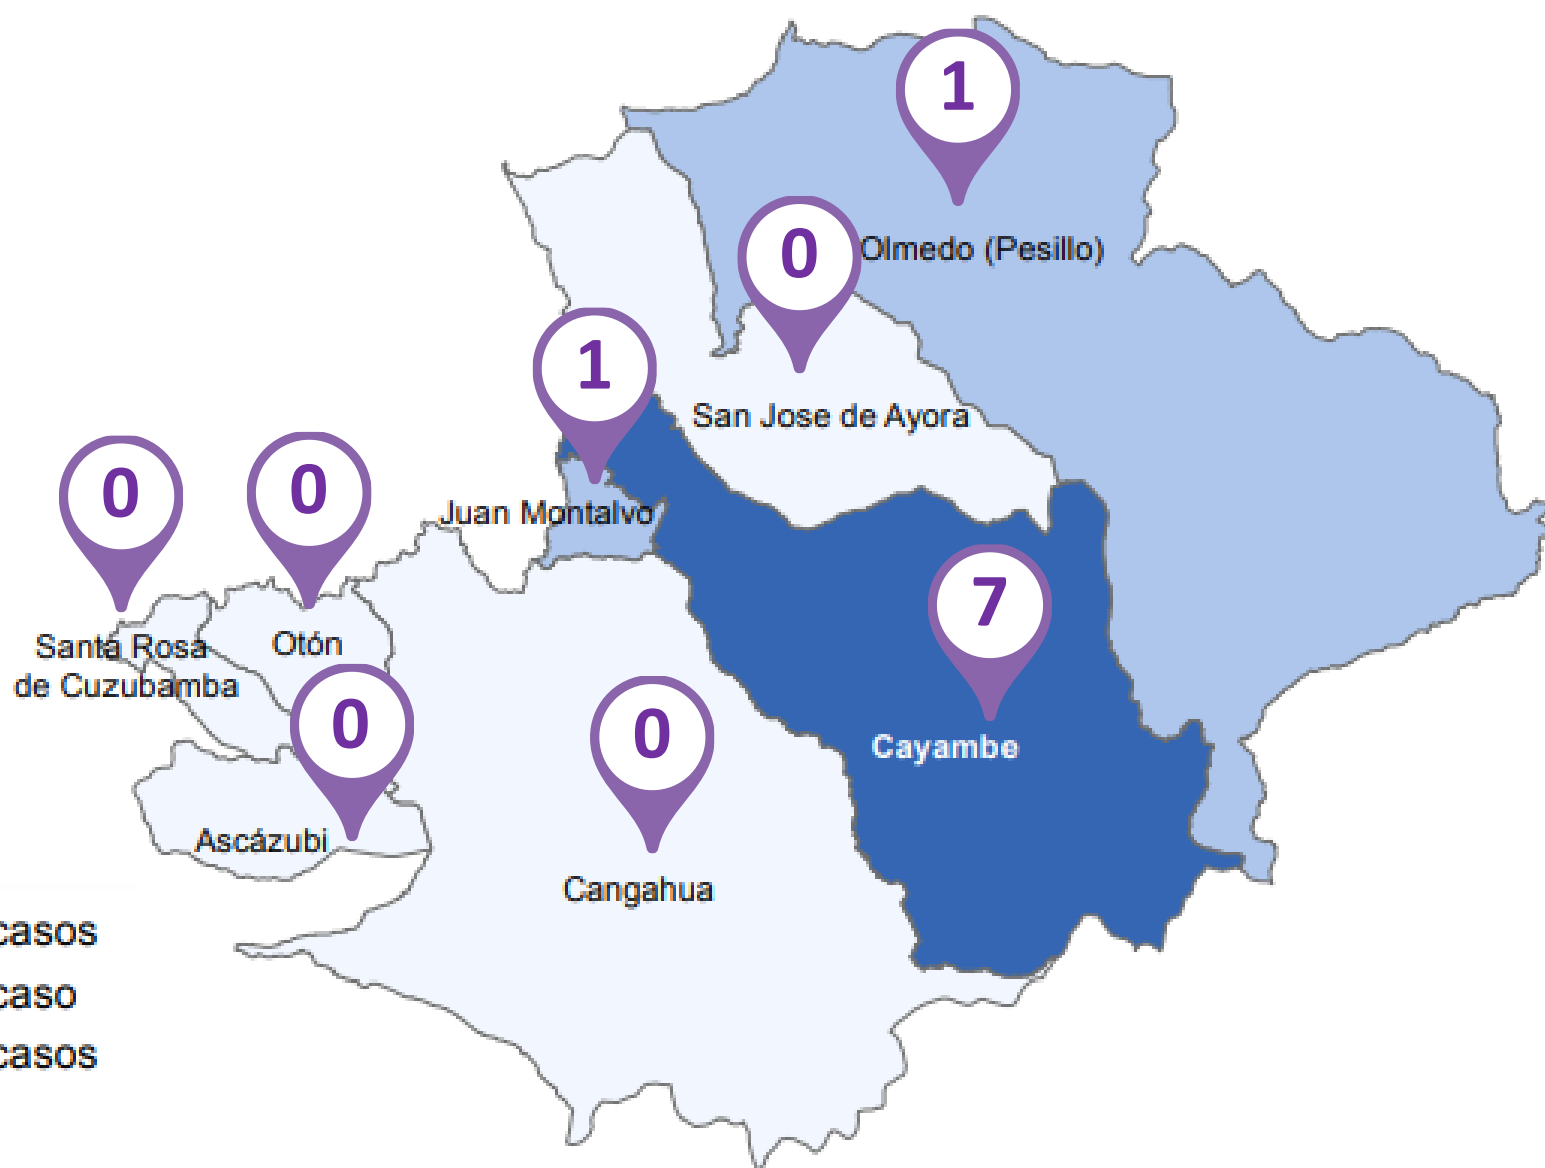 1
Olmedo (Pesillo)
0
San Jose de Ayora
1
Juan Montalvo
0
Santa Rosa
de Cuzubamba
0
Otón
7
Cayambe
0
Ascázubi
0
Cangahua
casos
caso
casos